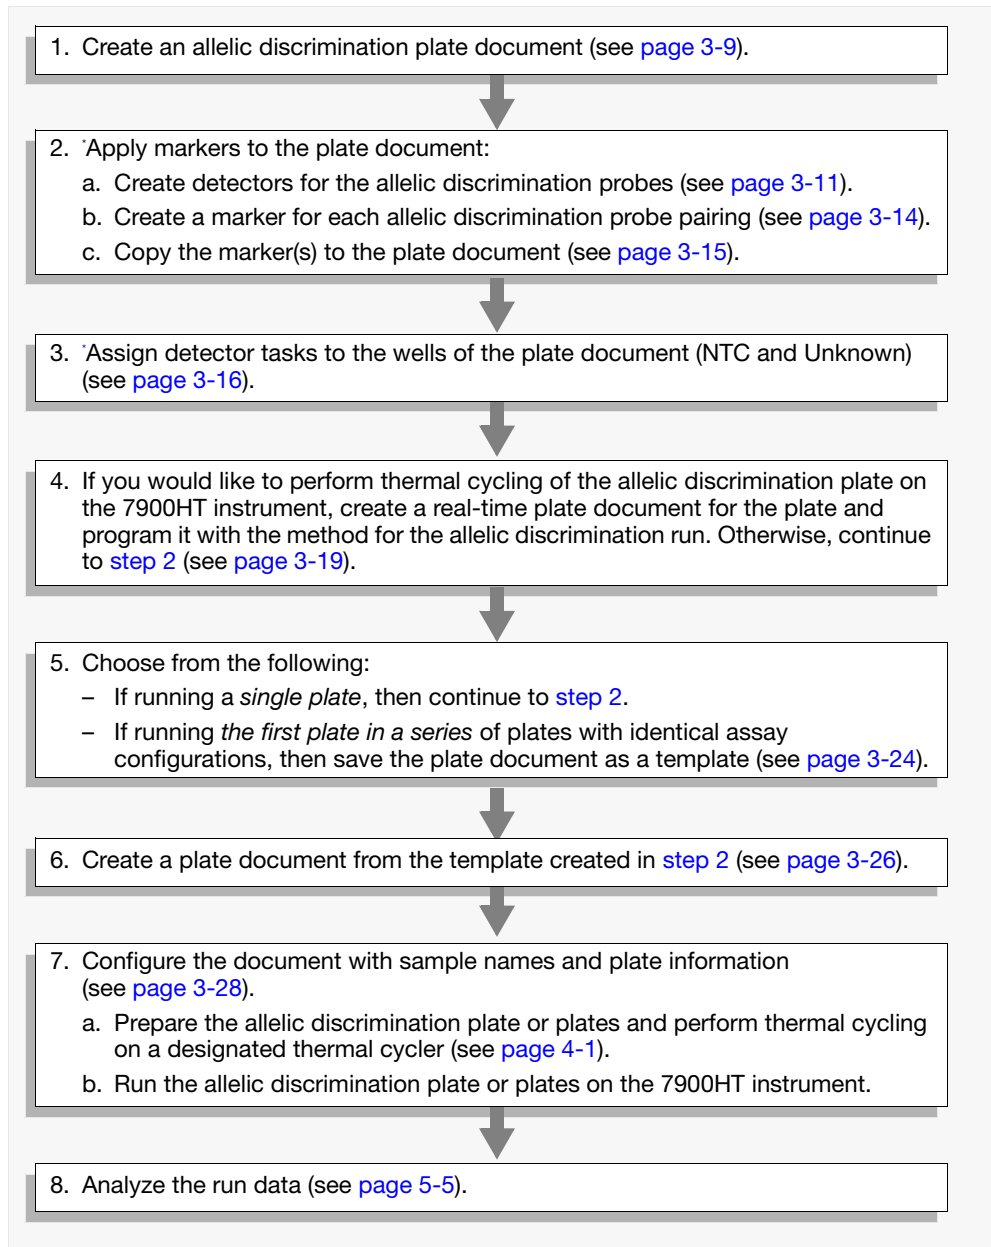 1. Create an allelic discrimination plate document (see page 3-9).
2. *Apply markers to the plate document:
a. Create detectors for the allelic discrimination probes (see page 3-11).
b. Create a marker for each allelic discrimination probe pairing (see page 3-14).
c. Copy the marker(s) to the plate document (see page 3-15).
3. *Assign detector tasks to the wells of the plate document (NTC and Unknown)
(see page 3-16).
4. If you would like to perform thermal cycling of the allelic discrimination plate on
the 7900HT instrument, create a real-time plate document for the plate and
program it with the method for the allelic discrimination run. Otherwise, continue
to step 2 (see page 3-19).
5. Choose from the following:
– If running a single plate, then continue to step 2.
– If running the first plate in a series of plates with identical assay
configurations, then save the plate document as a template (see page 3-24).
6. Create a plate document from the template created in step 2 (see page 3-26).
7. Configure the document with sample names and plate information
(see page 3-28).
a. Prepare the allelic discrimination plate or plates and perform thermal cycling
on a designated thermal cycler (see page 4-1).
b. Run the allelic discrimination plate or plates on the 7900HT instrument.
8. Analyze the run data (see page 5-5).